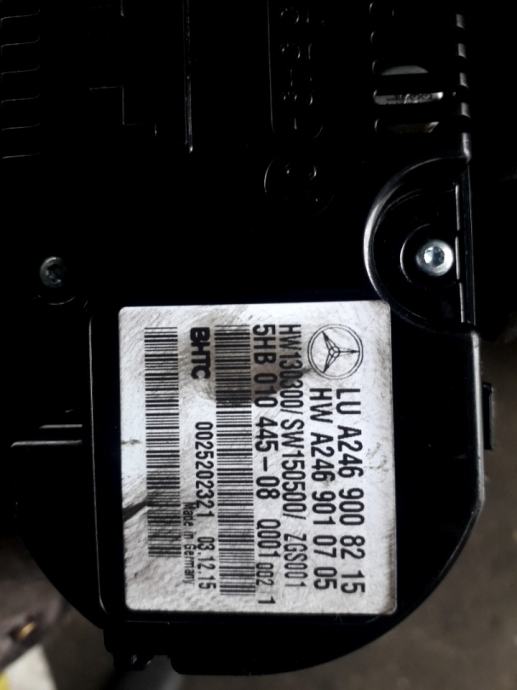 LU A246 900 82 15
HW A246 901 07 05
HW130300/ SW150500/ ZGS001
5HB 010 445-08 Q001 002 1
BHTC 0025202321 03.12.15
Made in Germany